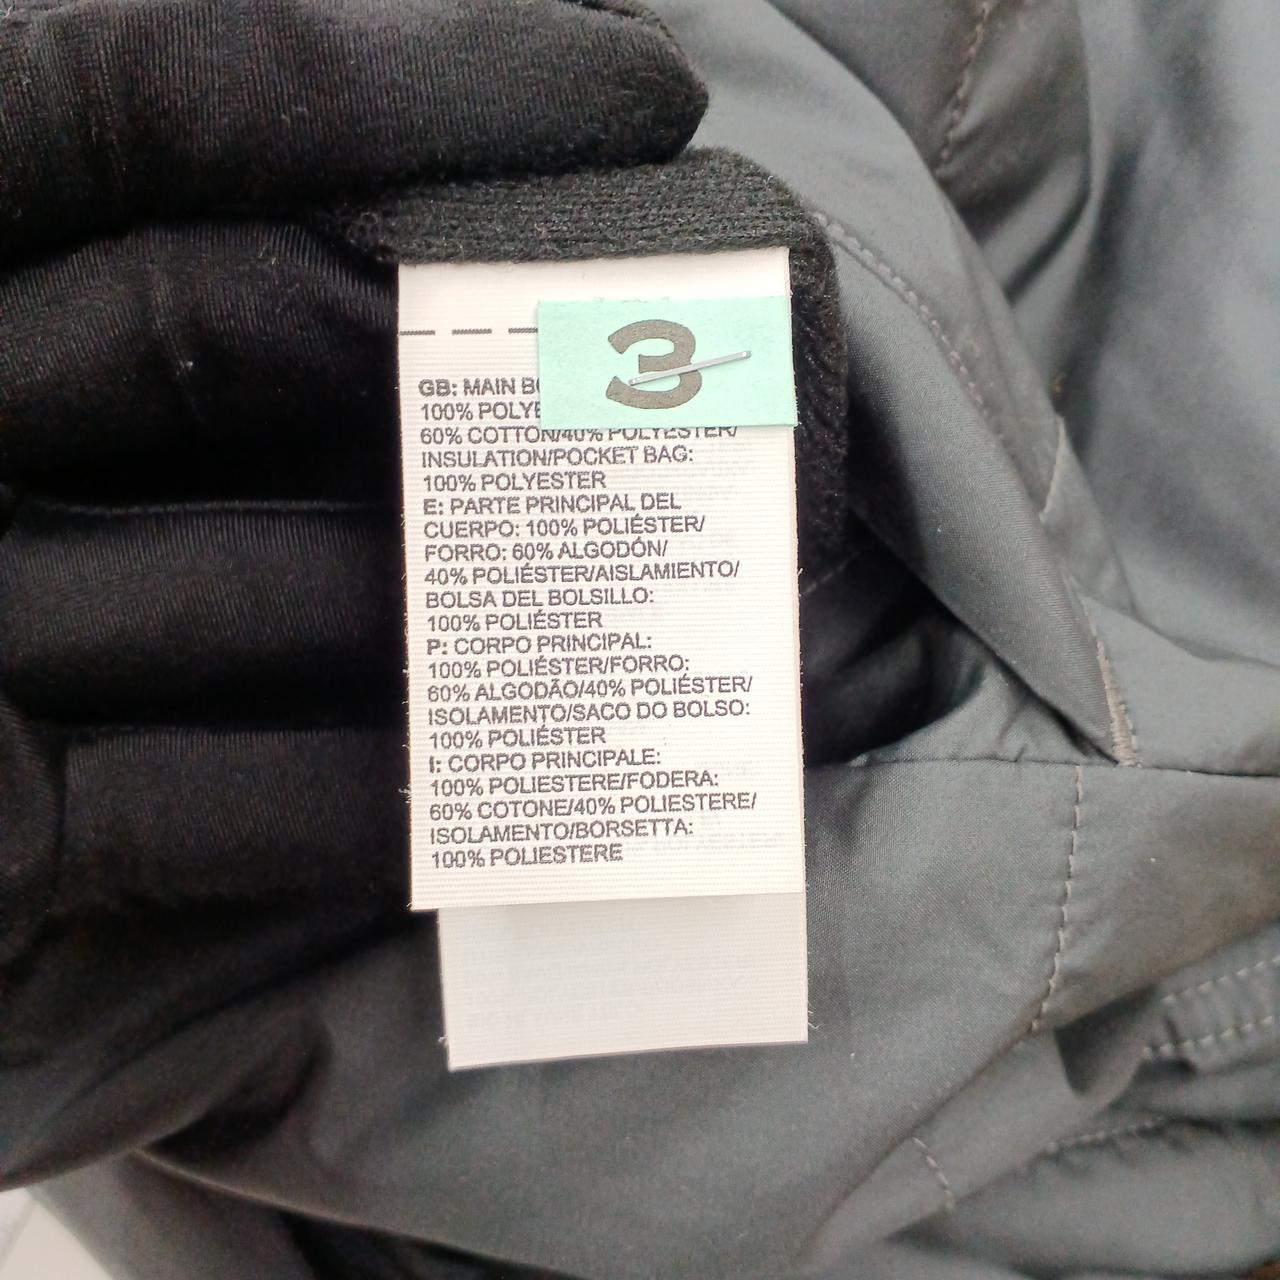 3
GB: MAIN
100%
60% COTTON/40% POLYESTER/
INSULATION/POCKET BAG:
100% POLYESTER
E: PARTE PRINCIPAL DEL
CUERPO: 100% POLIÉSTER/
FORRO: 60% ALGODÓN/
40% POLIÉSTER/AISLAMIENTO/
BOLSA DEL BOLSILLO:
100% POLIÉSTER
P: CORPO PRINCIPAL:
100% POLIÉSTER/FORRO:
60% ALGODÃO/40% POLIÉSTER/
ISOLAMENTO/SACO DO BOLSO:
100% POLIÉSTER
I: CORPO PRINCIPALE:
100% POLIESTERE/FODERA:
60% COTONE/40% POLIESTERE/
ISOLAMENTO/BORSETTA:
100% POLIESTERE